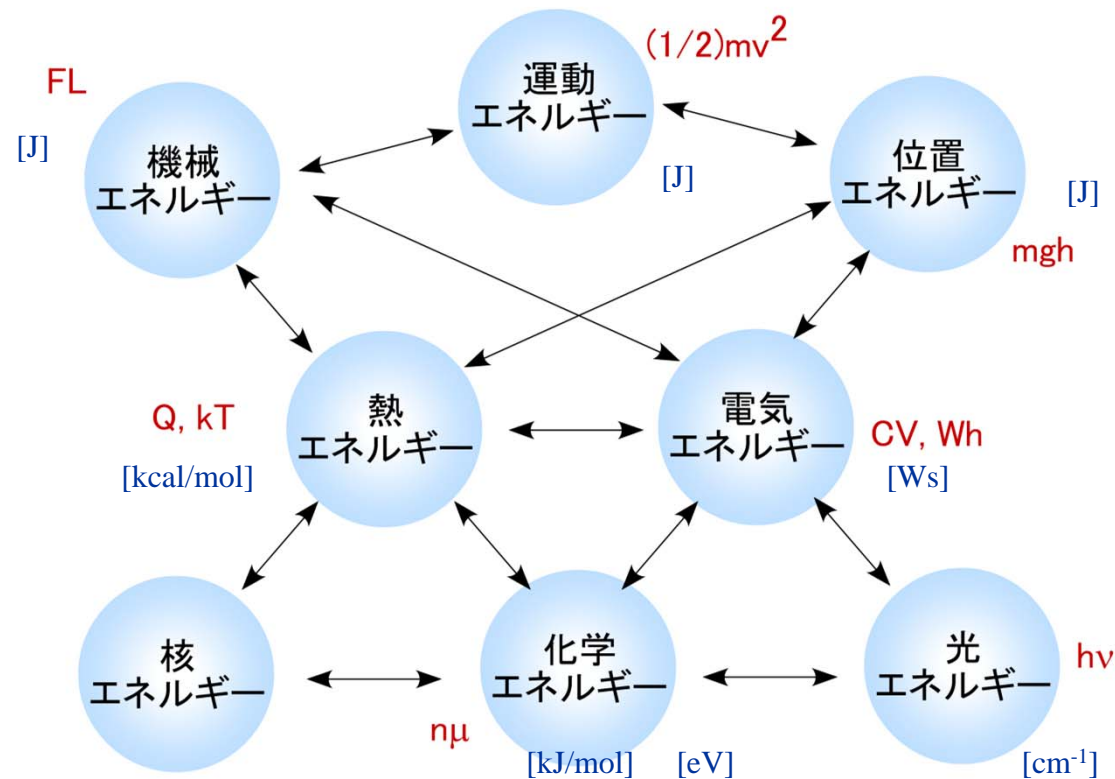 FL
[J]
機械
エネルギー
運動
エネルギー
(1/2)mv²
[J]
位置
エネルギー
[J]
mgh
Q, kT
[kcal/mol]
熱
エネルギー
電気
エネルギー
CV, Wh
[Ws]
核
エネルギー
化学
エネルギー
nμ
[kJ/mol]
[eV]
光
エネルギー
hν
[cm⁻¹]